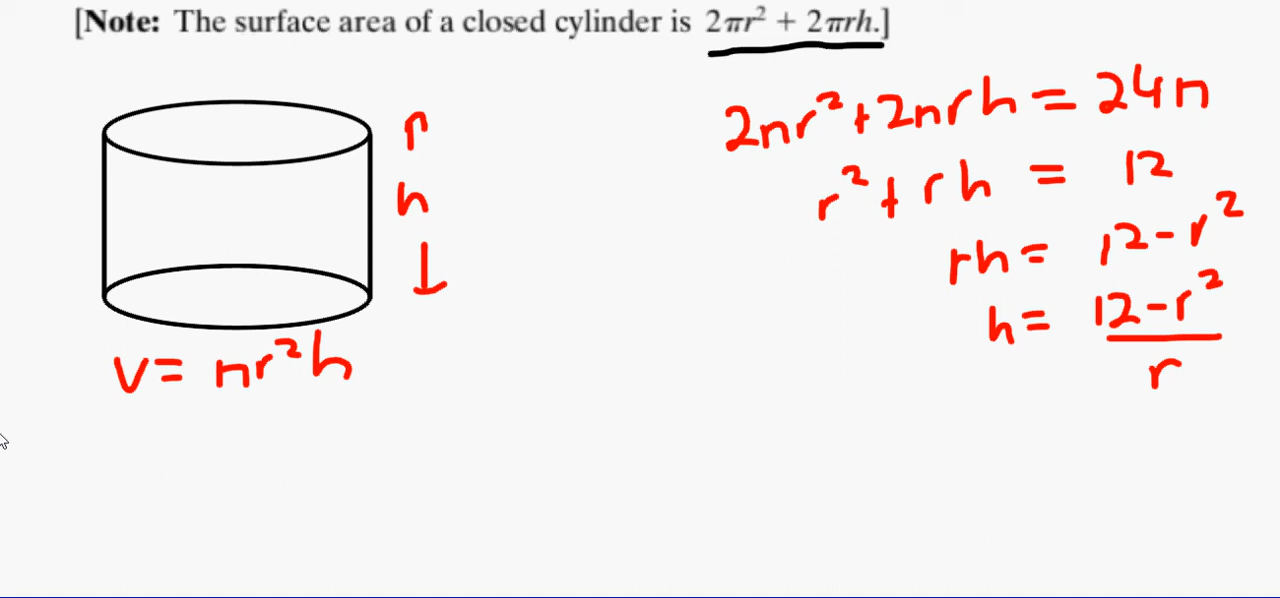 [Note: The surface area of a closed cylinder is 2πr² + 2πrh.]
r
h
V = πr²h
2πr² + 2πrh = 24π
r² + rh = 12
rh = 12 - r²
h = 12 - r²
r